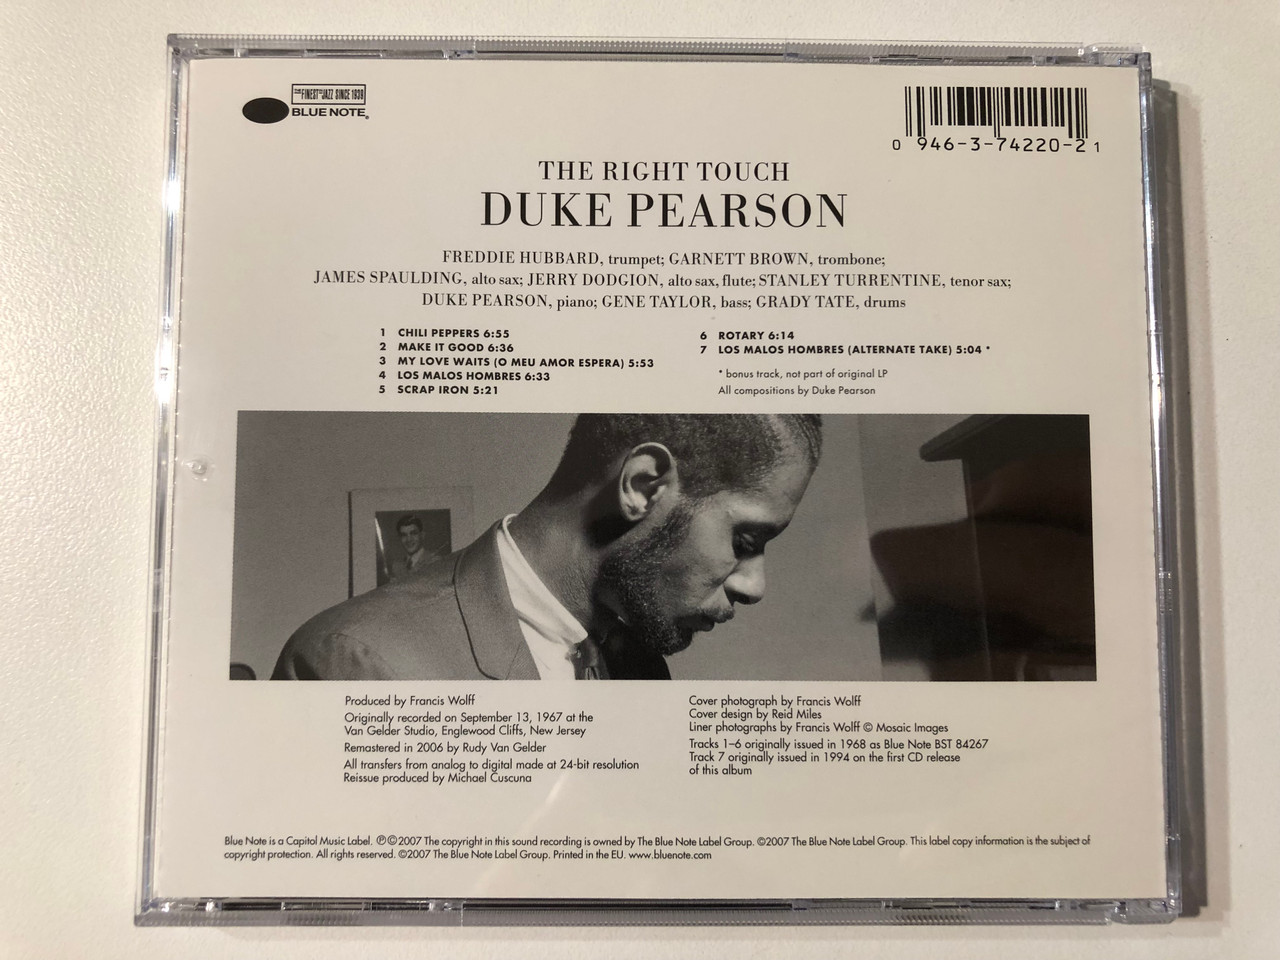 THE FINEST IN JAZZ SINCE 1939
BLUE NOTE®
0 946-3-74220-2 1
THE RIGHT TOUCH
DUKE PEARSON
FREDDIE HUBBARD, trumpet; GARNETT BROWN, trombone;
JAMES SPAULDING, alto sax; JERRY DODGION, alto sax, flute; STANLEY TURRENTINE, tenor sax;
DUKE PEARSON, piano; GENE TAYLOR, bass; GRADY TATE, drums
1 CHILI PEPPERS 6:55
2 MAKE IT GOOD 6:36
3 MY LOVE WAITS (O MEU AMOR ESPERA) 5:53
4 LOS MALOS HOMBRES 6:33
5 SCRAP IRON 5:21
6 ROTARY 6:14
7 LOS MALOS HOMBRES (ALTERNATE TAKE) 5:04 *
* bonus track, not part of original LP
All compositions by Duke Pearson
Produced by Francis Wolff
Originally recorded on September 13, 1967 at the
Van Gelder Studio, Englewood Cliffs, New Jersey
Remastered in 2006 by Rudy Van Gelder
All transfers from analog to digital made at 24-bit resolution
Reissue produced by Michael Cuscuna
Cover photograph by Francis Wolff
Cover design by Reid Miles
Liner photographs by Francis Wolff © Mosaic Images
Tracks 1–6 originally issued in 1968 as Blue Note BST 84267
Track 7 originally issued in 1994 on the first CD release
of this album
Blue Note is a Capitol Music Label. ℗©2007 The copyright in this sound recording is owned by The Blue Note Label Group. ©2007 The Blue Note Label Group. This label copy information is the subject of
copyright protection. All rights reserved. ©2007 The Blue Note Label Group. Printed in the EU. www.bluenote.com